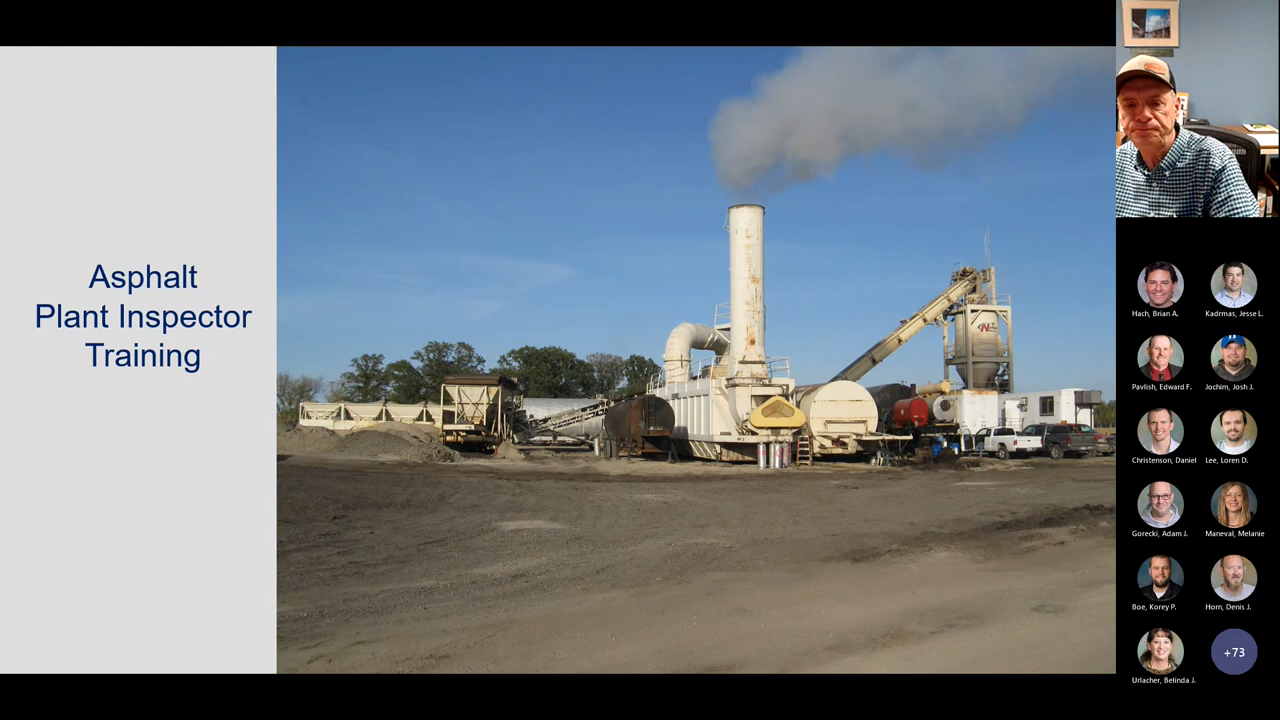 Asphalt
Plant Inspector
Training
Hach, Brian A.
Kadrmas, Jesse L.
Pavlish, Edward F.
Jochim, Josh J.
Christenson, Daniel
Lee, Loren D.
Gorecki, Adam J.
Maneval, Melanie
Boe, Korey P.
Horn, Denis J.
Urlacher, Belinda J.
+73